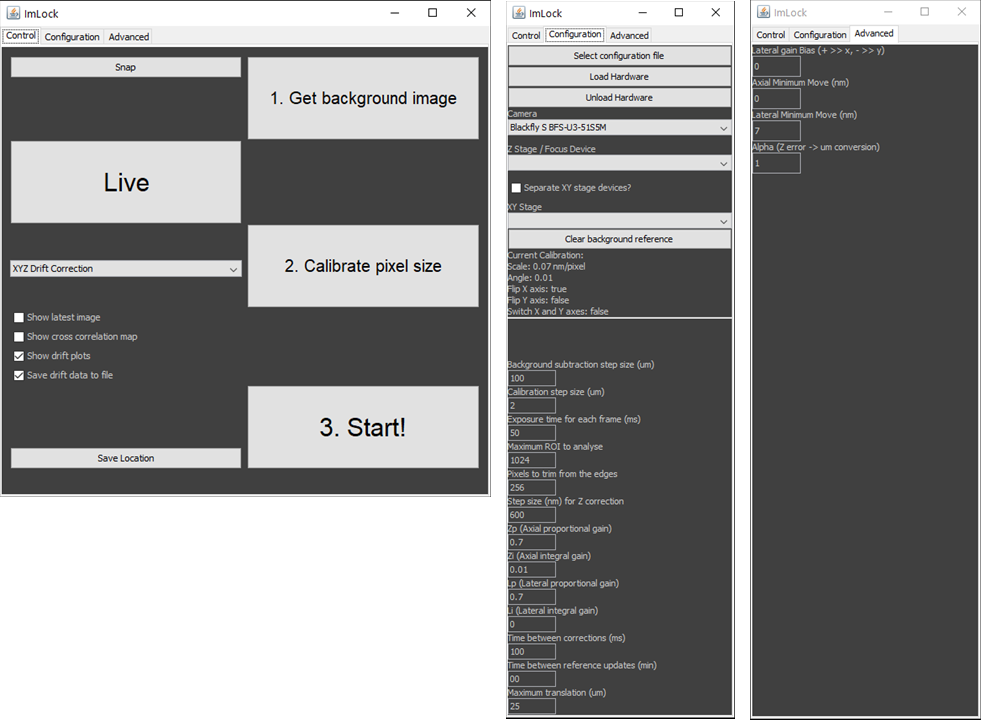 ImLock
Control Configuration Advanced
Snap
1. Get background image
Live
2. Calibrate pixel size
XYZ Drift Correction
Show latest image
Show cross correlation map
Show drift plots
Save drift data to file
3. Start!
Save Location
ImLock
Control Configuration Advanced
Select configuration file
Load Hardware
Unload Hardware
Camera
Blackfly S BFS-U3-51S5M
Z Stage / Focus Device
Separate XY stage devices?
XY Stage
Clear background reference
Current Calibration:
Scale: 0.07 nm/pixel
Angle: 0.01
Flip X axis: true
Flip Y axis: false
Switch X and Y axes: false
Background subtraction step size (um)
100
Calibration step size (um)
2
Exposure time for each frame (ms)
50
Maximum ROI to analyse
1024
Pixels to trim from the edges
256
Step size (nm) for Z correction
600
Zp (Axial proportional gain)
0.7
Zi (Axial integral gain)
0.01
Lp (Lateral proportional gain)
0.7
Li (Lateral integral gain)
0
Time between corrections (ms)
100
Time between reference updates (min)
00
Maximum translation (um)
25
ImLock
Control Configuration Advanced
Lateral gain Bias (+ >> x, - >> y)
0
Axial Minimum Move (nm)
0
Lateral Minimum Move (nm)
7
Alpha (Z error -> um conversion)
1